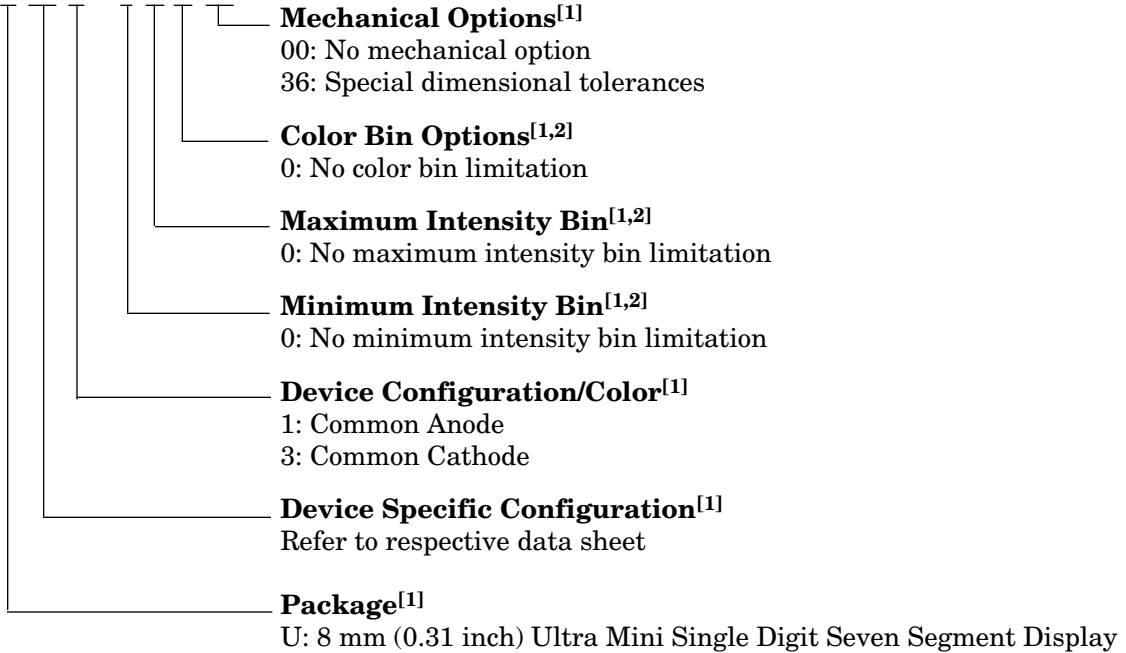 Mechanical Options[1]
00: No mechanical option
36: Special dimensional tolerances
Color Bin Options[1,2]
0: No color bin limitation
Maximum Intensity Bin[1,2]
0: No maximum intensity bin limitation
Minimum Intensity Bin[1,2]
0: No minimum intensity bin limitation
Device Configuration/Color[1]
1: Common Anode
3: Common Cathode
Device Specific Configuration[1]
Refer to respective data sheet
Package[1]
U: 8 mm (0.31 inch) Ultra Mini Single Digit Seven Segment Display